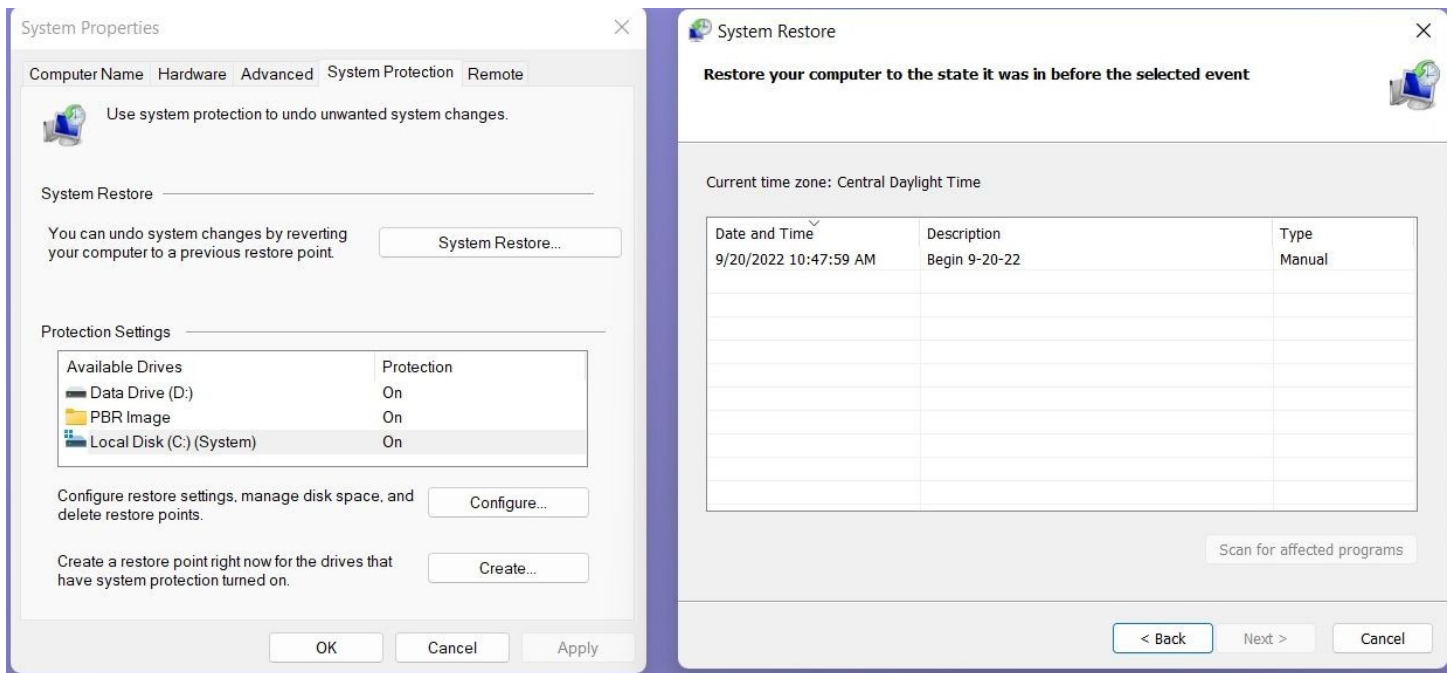 System Properties
Computer Name Hardware Advanced System Protection Remote
Use system protection to undo unwanted system changes.
System Restore
You can undo system changes by reverting
your computer to a previous restore point.
System Restore...
Protection Settings
Available Drives Protection
Data Drive (D:) On
PBR Image On
Local Disk (C:) (System) On
Configure restore settings, manage disk space, and
delete restore points.
Configure...
Create a restore point right now for the drives that
have system protection turned on.
Create...
OK Cancel Apply
System Restore
Restore your computer to the state it was in before the selected event
Current time zone: Central Daylight Time
Date and Time Description Type
9/20/2022 10:47:59 AM Begin 9-20-22 Manual
Scan for affected programs
< Back Next > Cancel